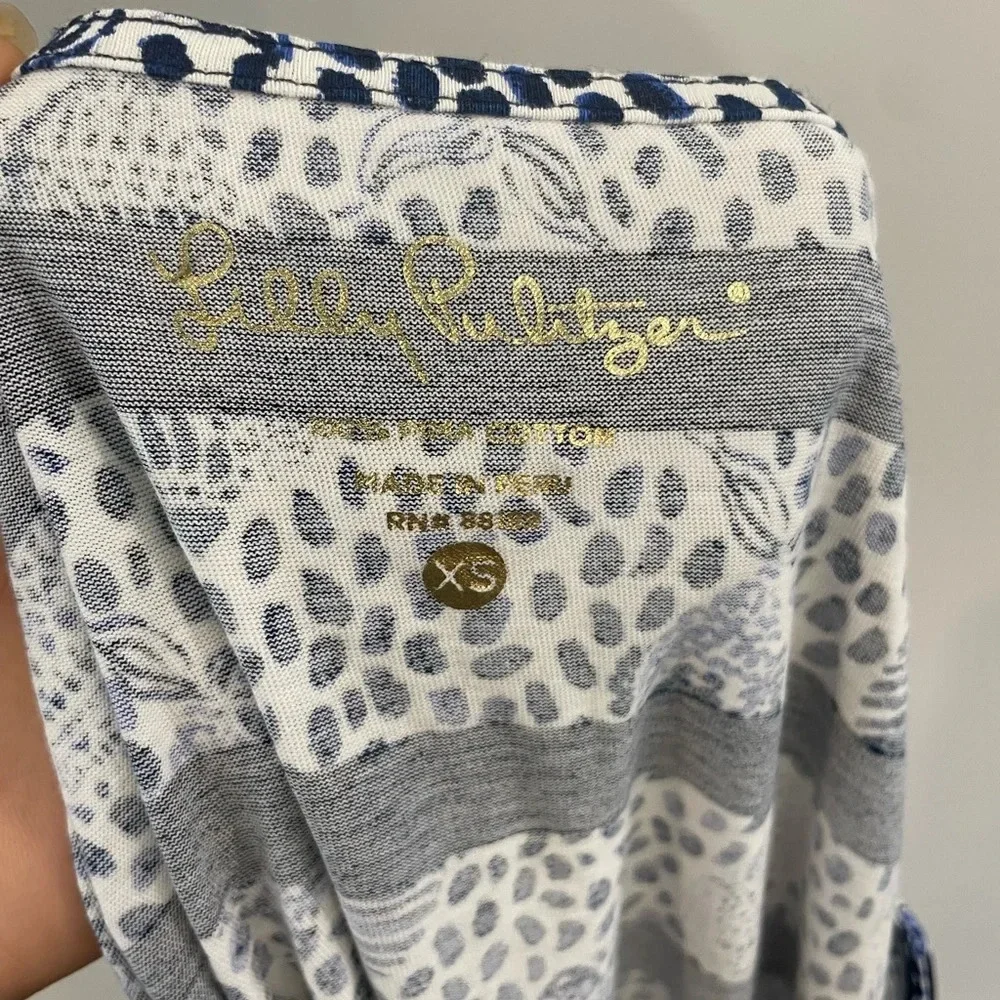 Lilly Pulitzer®
100% PIMA COTTON
MADE IN PERU
RN#
XS